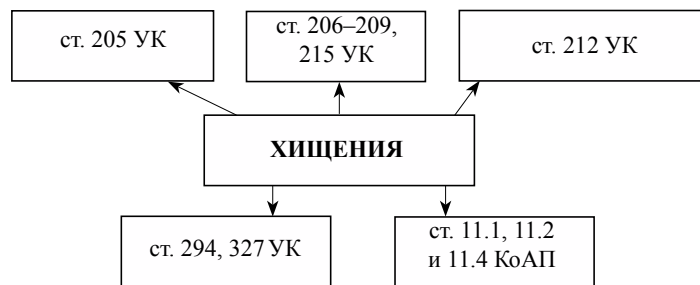 ст. 205 УК
ст. 206–209,
215 УК
ст. 212 УК
ХИЩЕНИЯ
ст. 294, 327 УК
ст. 11.1, 11.2
и 11.4 КоАП